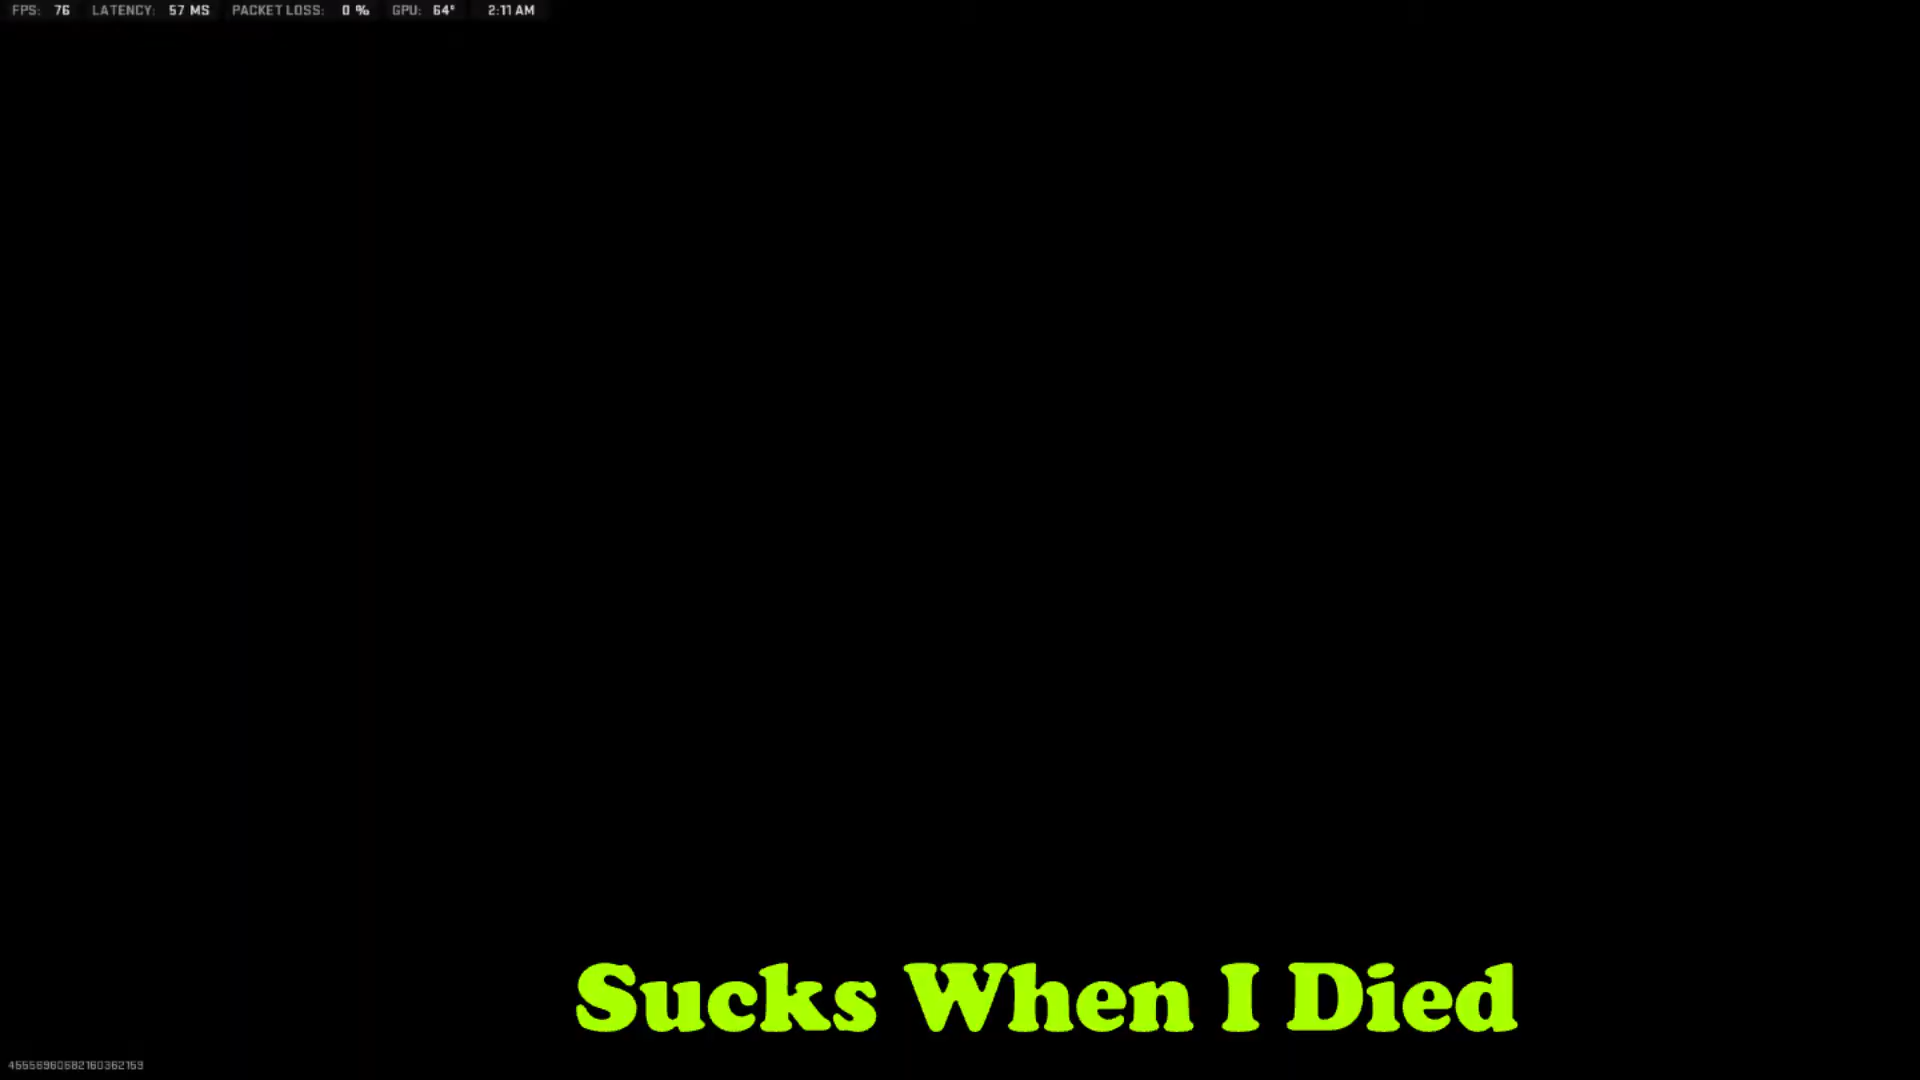 FPS: 76 LATENCY: 57 MS PACKET LOSS: 0 % GPU: 64° 2:11 AM
Sucks When I Died